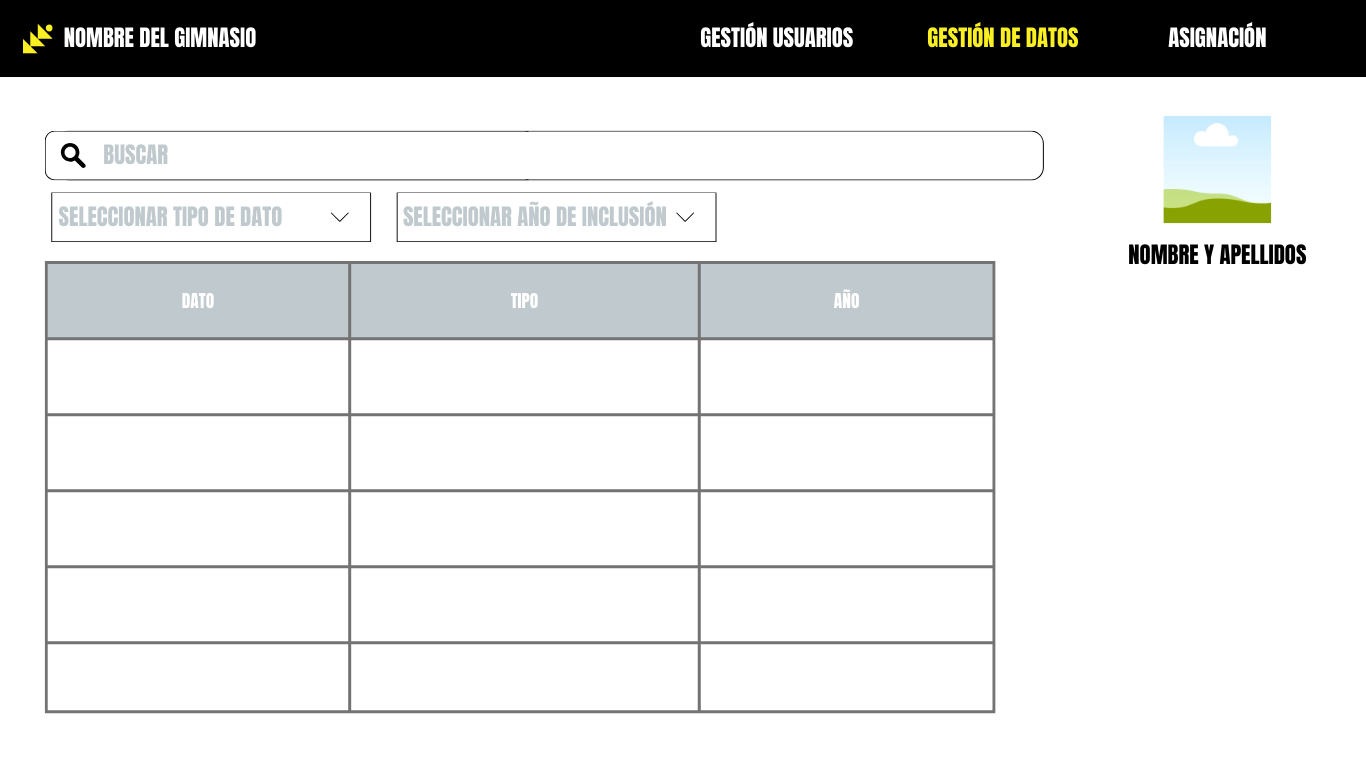 NOMBRE DEL GIMNASIO
GESTIÓN USUARIOS
GESTIÓN DE DATOS
ASIGNACIÓN
BUSCAR
SELECCIONAR TIPO DE DATO
SELECCIONAR AÑO DE INCLUSIÓN
NOMBRE Y APELLIDOS
DATO
TIPO
AÑO